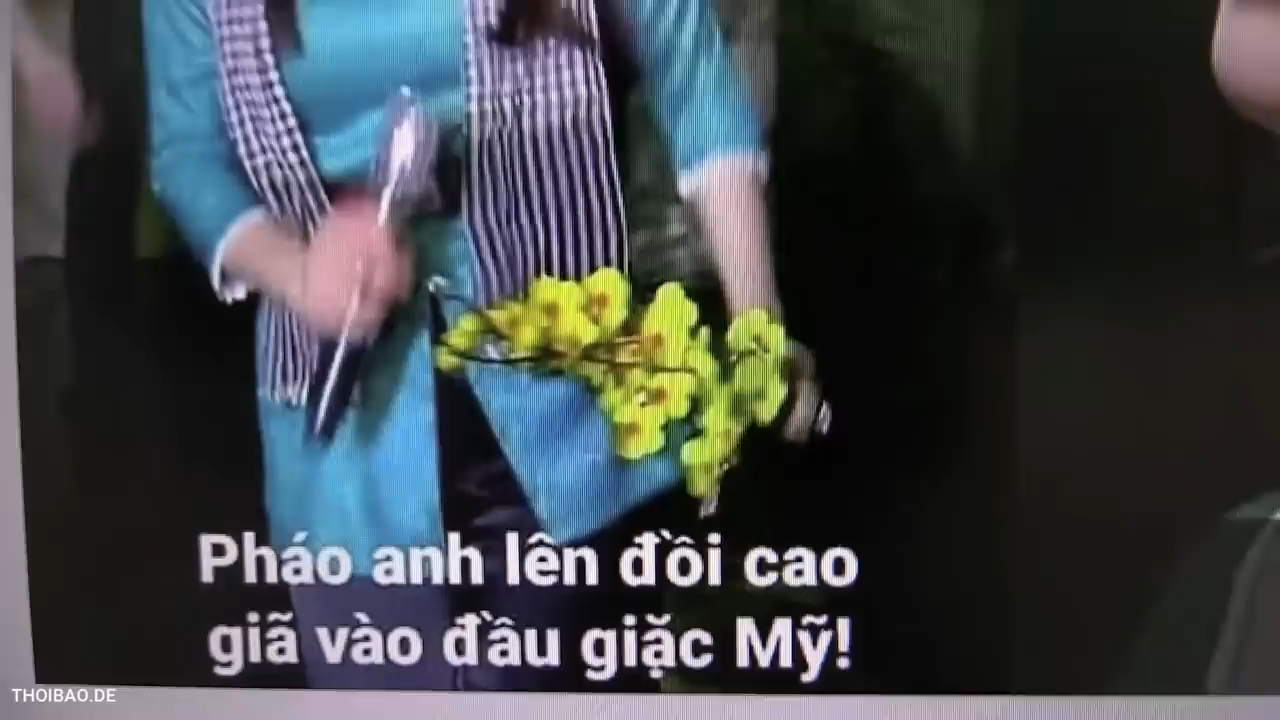 Pháo anh lên đồi cao
giã vào đầu giặc Mỹ!
THOIBAO.DE